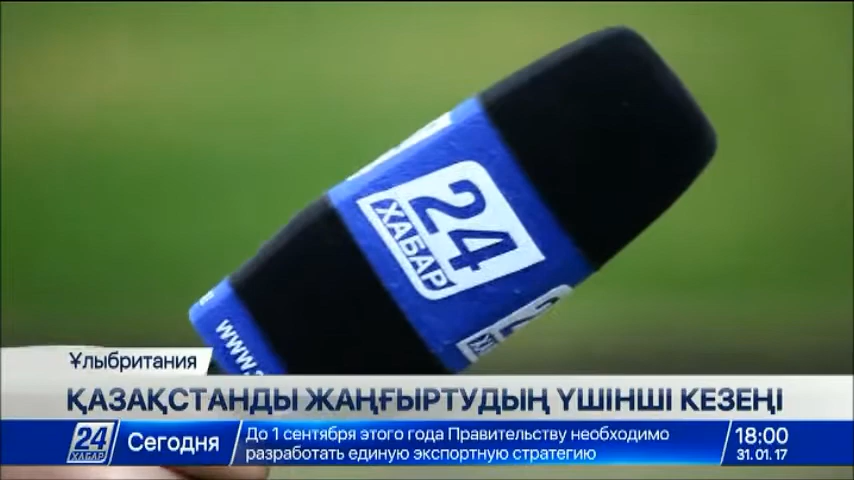 24
ХАБАР
www.
Ұлыбритания
ҚАЗАҚСТАНДЫ ЖАҢҒЫРТУДЫҢ ҮШІНШІ КЕЗЕҢІ
24
ХАБАР
Сегодня
До 1 сентября этого года Правительству необходимо
разработать единую экспортную стратегию
18:00
31.01.17